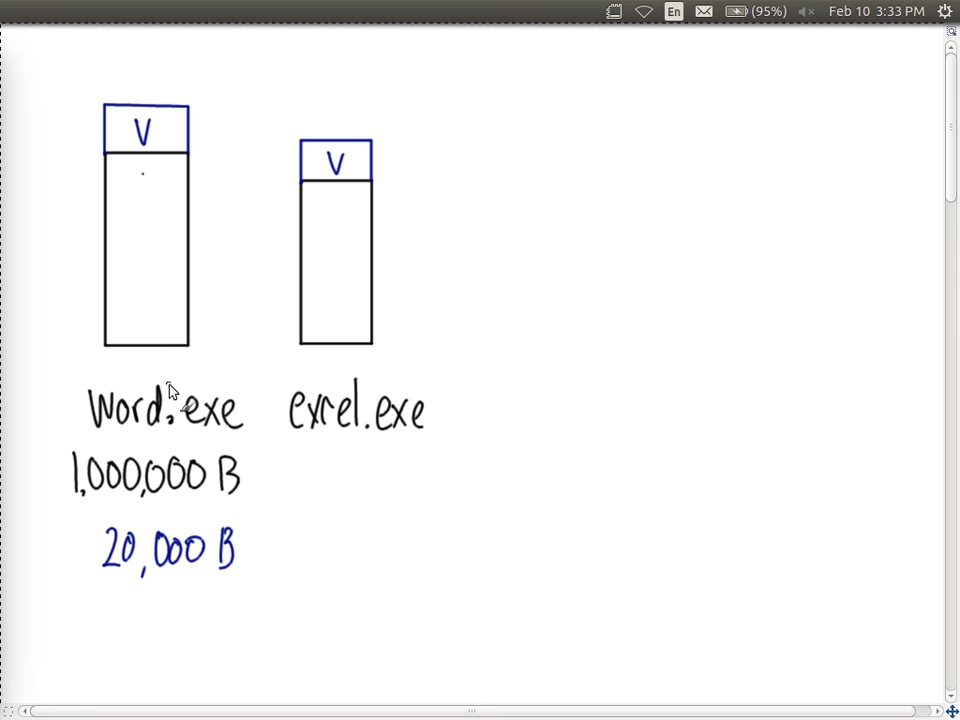 En (95%) Feb 10 3:33 PM
V
V
Word.exe excel.exe
1,000,000 B
20,000 B